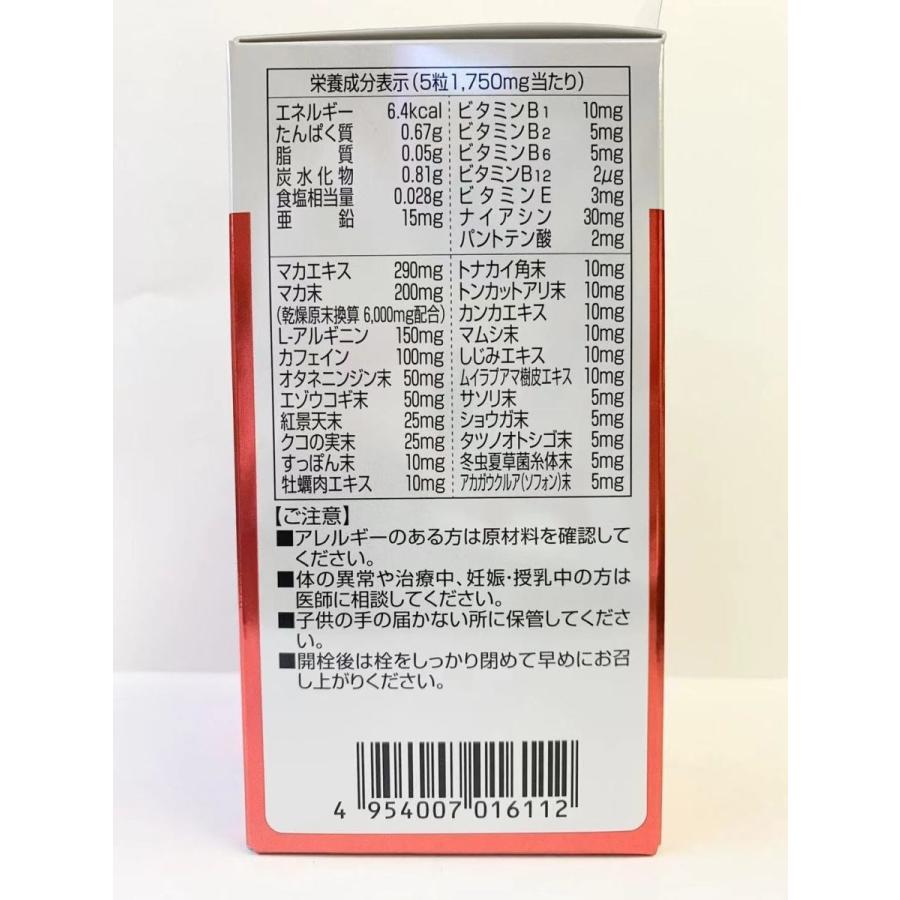 栄養成分表示(5粒1,750mg当たり)
エネルギー 6.4kcal
たんぱく質 0.67g
脂質 0.05g
炭水化物 0.81g
食塩相当量 0.028g
亜鉛 15mg
ビタミンB1 10mg
ビタミンB2 5mg
ビタミンB6 5mg
ビタミンB12 2μg
ビタミンE 3mg
ナイアシン 30mg
パントテン酸 2mg
マカエキス 290mg
マカ末 200mg
(乾燥原末換算 6,000mg配合)
L-アルギニン 150mg
カフェイン 100mg
オタネニンジン末 50mg
エゾウコギ末 50mg
紅景天末 25mg
クコの実末 25mg
すっぽん末 10mg
牡蠣肉エキス 10mg
トナカイ角末 10mg
トンカットアリ末 10mg
カンカエキス 10mg
マムシ末 10mg
しじみエキス 10mg
ムイラプアマ樹皮エキス 10mg
サソリ末 5mg
ショウガ末 5mg
タツノオトシゴ末 5mg
冬虫夏草菌糸体末 5mg
アカガウクルア(ソフォン)末 5mg
【ご注意】
■アレルギーのある方は原材料を確認して
ください。
■体の異常や治療中、妊娠・授乳中の方は
医師に相談してください。
■子供の手の届かない所に保管してくださ
い。
■開栓後は栓をしっかり閉めて早めにお召
し上がりください。
4 954007 016112